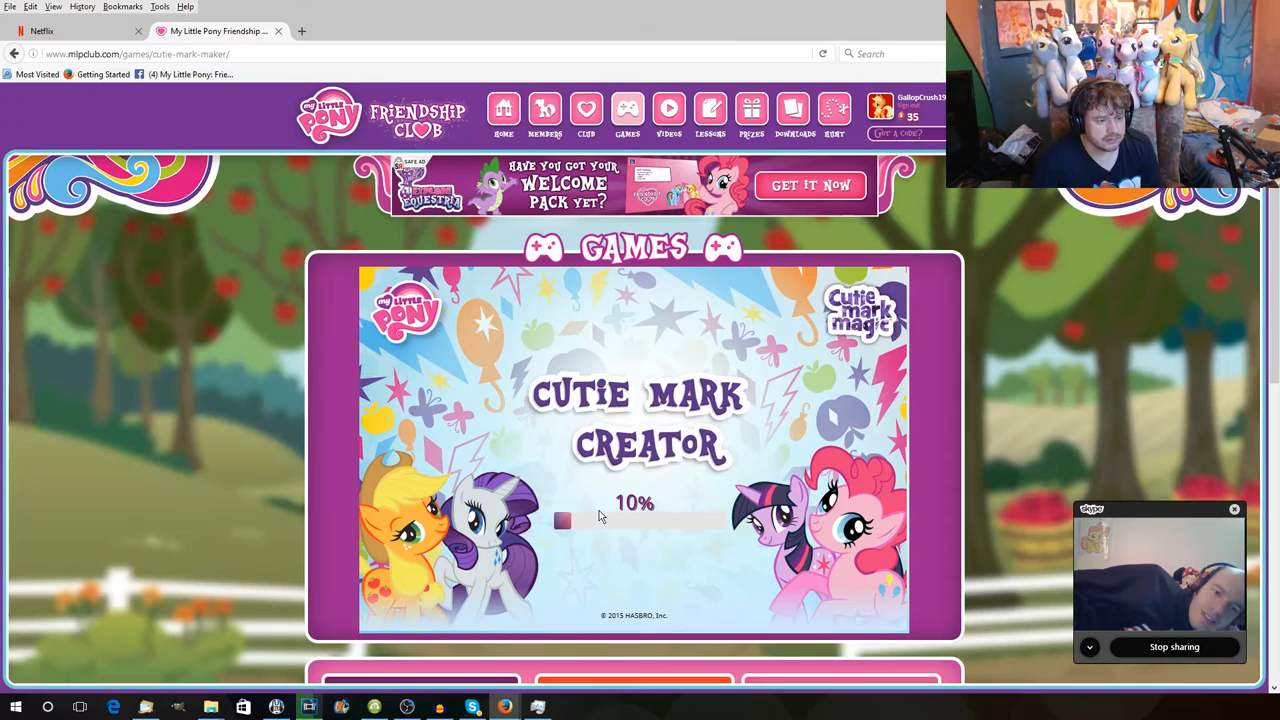 File Edit View History Bookmarks Tools Help
Netflix
My Little Pony Friendship ...
www.mlpclub.com/games/cutie-mark-maker/
Search
Most Visited Getting Started (4) My Little Pony: Frie...
my LITTLE PONY FRIENDSHIP CLUB
HOME MEMBERS CLUB GAMES VIDEOS LESSONS PRIZES DOWNLOADS HUNT
GallopCrush19
Sign out
35
GOT A CODE?
SAFE AD
EXPLORE EQUESTRIA
HAVE YOU GOT YOUR
WELCOME
PACK YET?
GET IT NOW
GAMES
my LITTLE PONY
Cutie mark magic
CUTIE MARK
CREATOR
10%
© 2015 HASBRO, Inc.
skype
Stop sharing